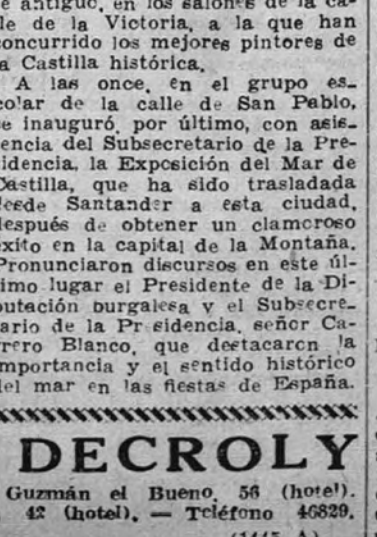 e antiguo, en los salones de la ca-
le de la Victoria, a la que han
concurrido los mejores pintores de
a Castilla histórica.
A las once, en el grupo es-
colar de la calle de San Pablo,
se inauguró, por último, con asis-
encia del Subsecretario de la Pre-
idencia, la Exposición del Mar de
Castilla, que ha sido trasladada
desde Santander a esta ciudad,
después de obtener un clamoroso
éxito en la capital de la Montaña.
Pronunciaron discursos en este úl-
imo lugar el Presidente de la Di-
putación burgalesa y el Subsecre-
ario de la Pr sidencia, señor Ca-
rrero Blanco, que destacaron la
importancia y el sentido histórico
del mar en las fiestas de España.
DECROLY
Guzmán el Bueno, 56 (hotel).
42 (hotel). — Teléfono 46829.